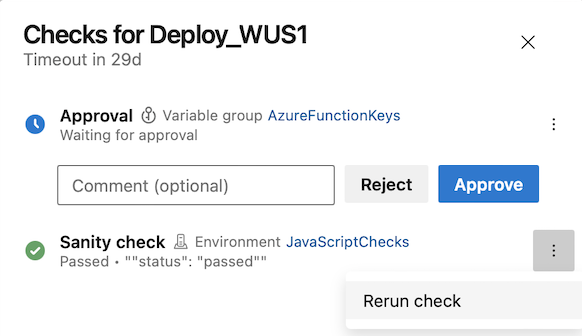 Checks for Deploy_WUS1
Timeout in 29d
Approval Variable group AzureFunctionKeys
Waiting for approval
Comment (optional) Reject Approve
Sanity check Environment JavaScriptChecks
Passed • ""status": "passed""
Rerun check